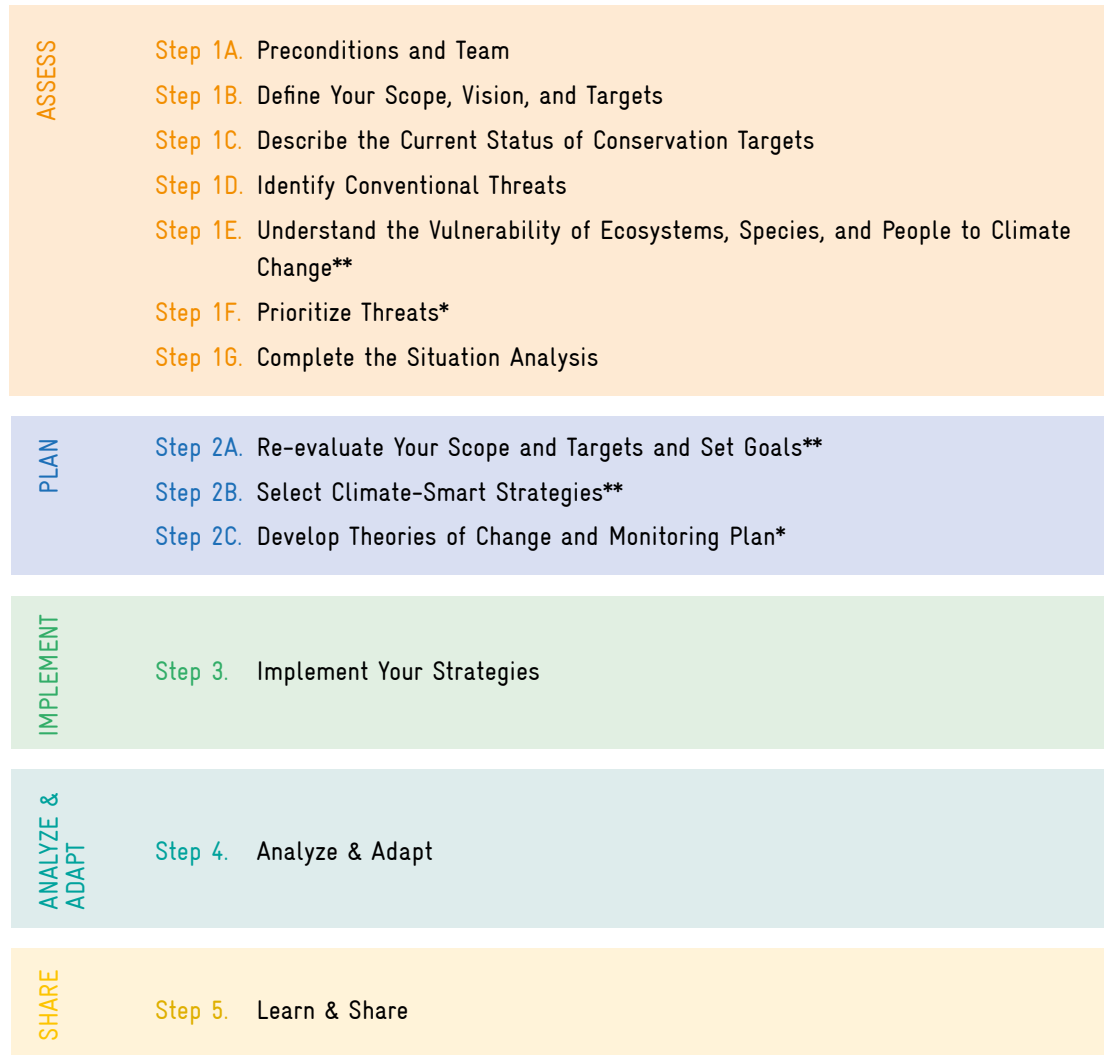 ASSESS
Step 1A. Preconditions and Team
Step 1B. Define Your Scope, Vision, and Targets
Step 1C. Describe the Current Status of Conservation Targets
Step 1D. Identify Conventional Threats
Step 1E. Understand the Vulnerability of Ecosystems, Species, and People to Climate
Change**
Step 1F. Prioritize Threats*
Step 1G. Complete the Situation Analysis
PLAN
Step 2A. Re-evaluate Your Scope and Targets and Set Goals**
Step 2B. Select Climate-Smart Strategies**
Step 2C. Develop Theories of Change and Monitoring Plan*
IMPLEMENT
Step 3. Implement Your Strategies
ANALYZE &
ADAPT
Step 4. Analyze & Adapt
SHARE
Step 5. Learn & Share